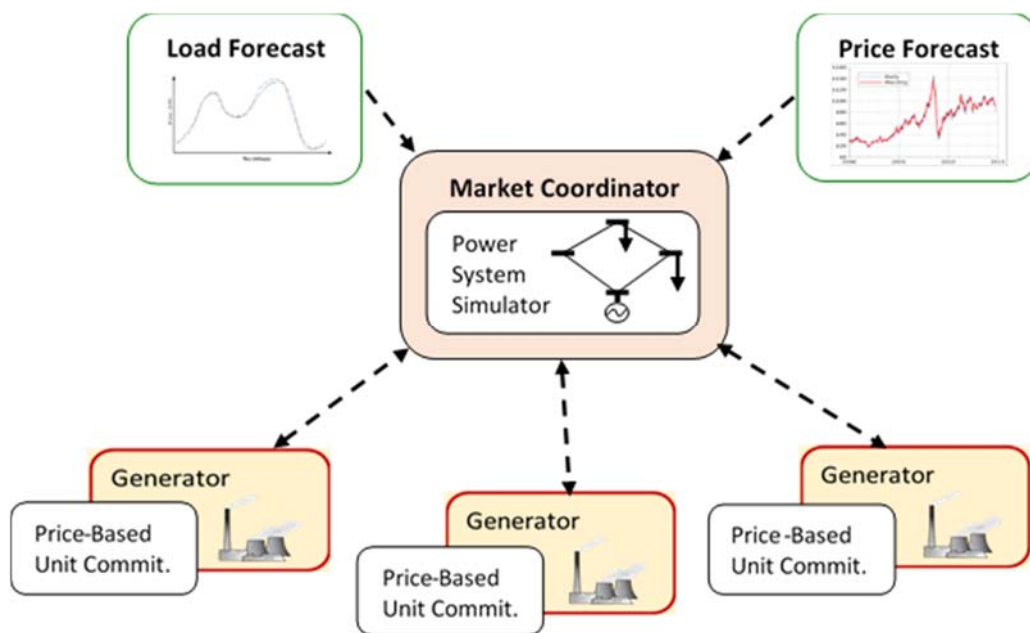 Load Forecast
Price Forecast
Market Coordinator
Power
System
Simulator
Generator
Price-Based
Unit Commit.
Generator
Price-Based
Unit Commit.
Generator
Price -Based
Unit Commit.